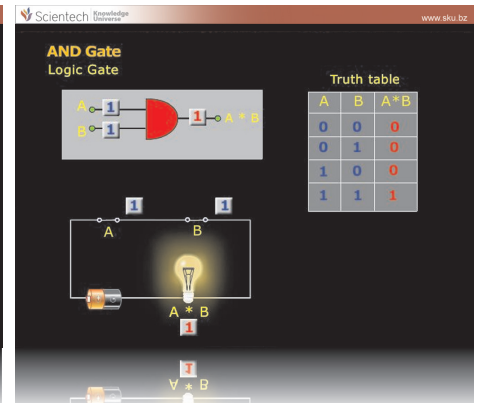 Scientech Knowledge Universe
www.sku.bz
AND Gate
Logic Gate
A 1
B 1
1 A * B
Truth table
A B A*B
0 0 0
0 1 0
1 0 0
1 1 1
1 1
A B
A * B
1